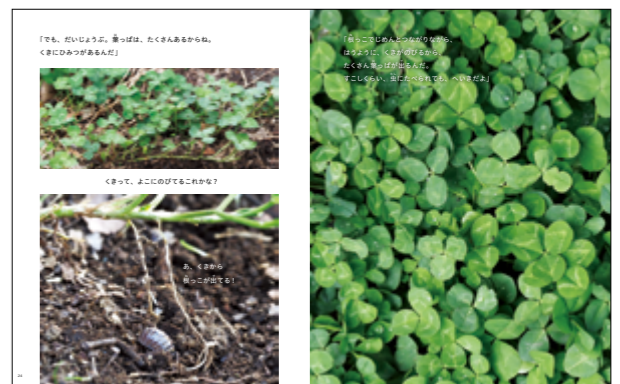 「でも、だいじょうぶ。葉っぱは、たくさんあるからね。
くきにひみつがあるんだ」
くきって、よこにのびてるこれかな？
あ、くきから
根っこが出てる！
24
「根っこでじめんとつながりながら、
はうように、くきがのびるから、
たくさん葉っぱが出るんだ。
すこしくらい、虫にたべられても、へいきだよ」